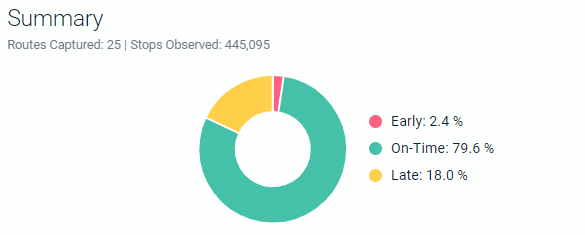 Summary
Routes Captured: 25 | Stops Observed: 445,095
Early: 2.4 %
On-Time: 79.6 %
Late: 18.0 %